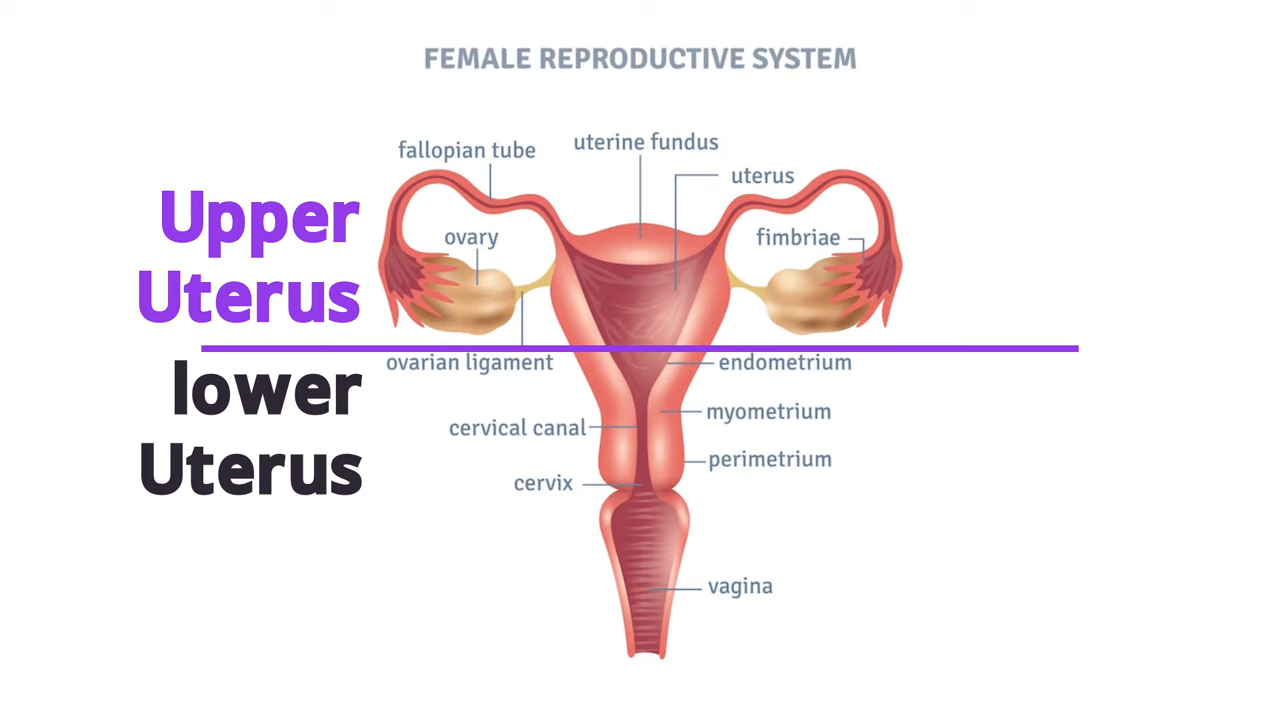 FEMALE REPRODUCTIVE SYSTEM
uterine fundus
fallopian tube
uterus
Upper
Uterus
ovary
fimbriae
ovarian ligament
endometrium
lower
Uterus
myometrium
cervical canal
perimetrium
cervix
vagina